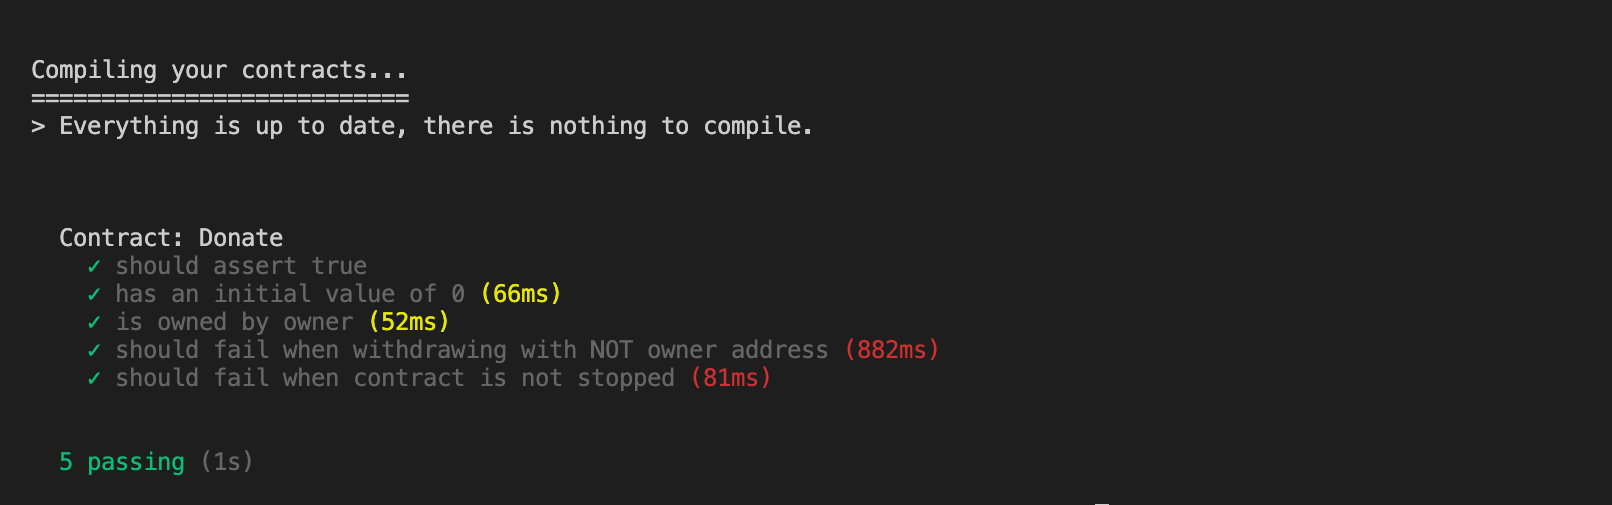 Compiling your contracts...
===========================
> Everything is up to date, there is nothing to compile.
Contract: Donate
✓ should assert true
✓ has an initial value of 0 (66ms)
✓ is owned by owner (52ms)
✓ should fail when withdrawing with NOT owner address (882ms)
✓ should fail when contract is not stopped (81ms)
5 passing (1s)